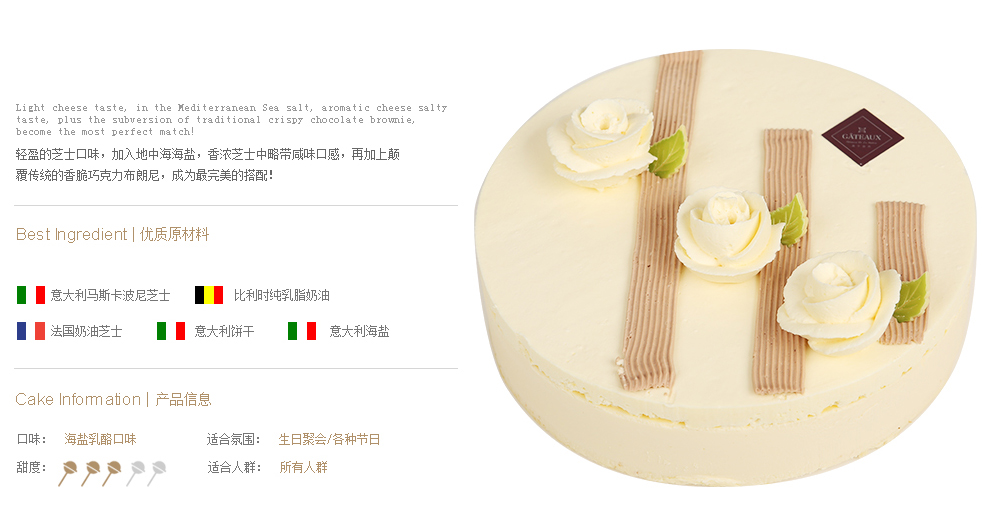 Light cheese taste, in the Mediterranean Sea salt, aromatic cheese salty
taste, plus the subversion of traditional crispy chocolate brownie,
become the most perfect match!
轻盈的芝士口味，加入地中海海盐，香浓芝士中略带咸味口感，再加上颠
覆传统的香脆巧克力布朗尼，成为最完美的搭配！
Best Ingredient | 优质原材料
意大利马斯卡波尼芝士 比利时纯乳脂奶油
法国奶油芝士 意大利饼干 意大利海盐
Cake Information | 产品信息
口味： 海盐乳酪口味 适合氛围： 生日聚会/各种节日
甜度： 适合人群： 所有人群
GÂTEAUX